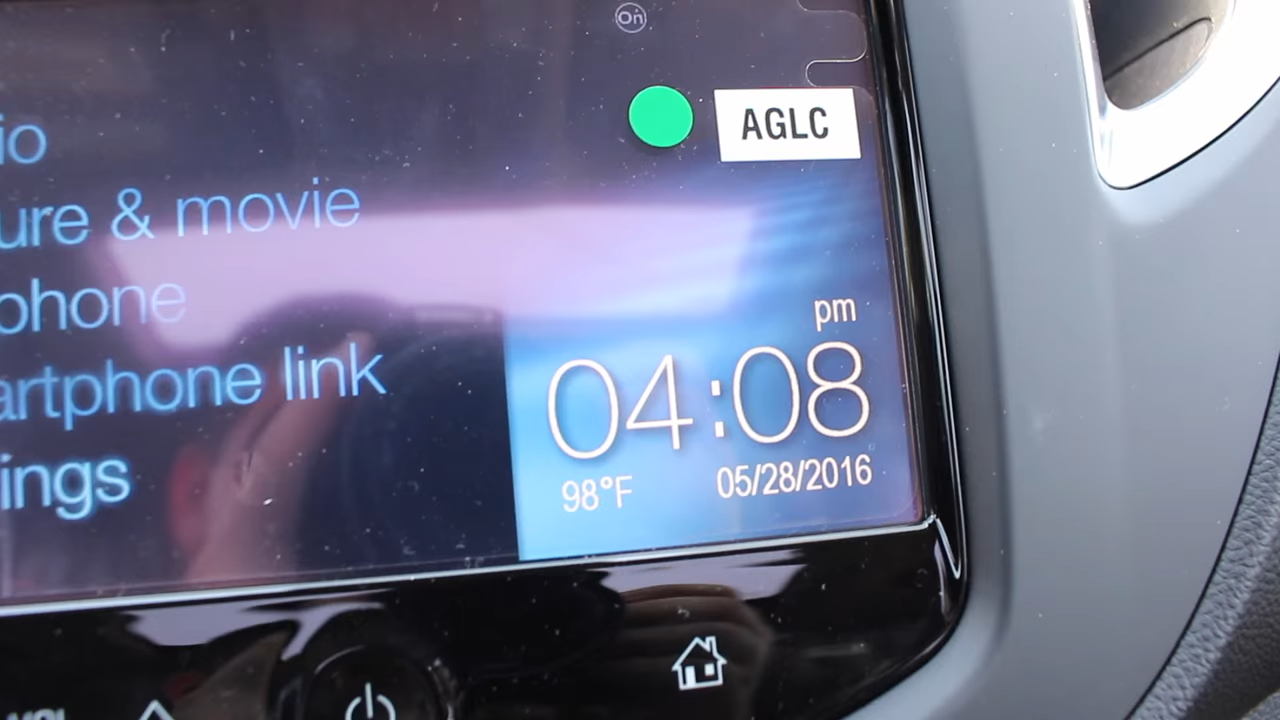 On
AGLC
io
ure & movie
phone
artphone link
ings
pm
04:08
98°F 05/28/2016